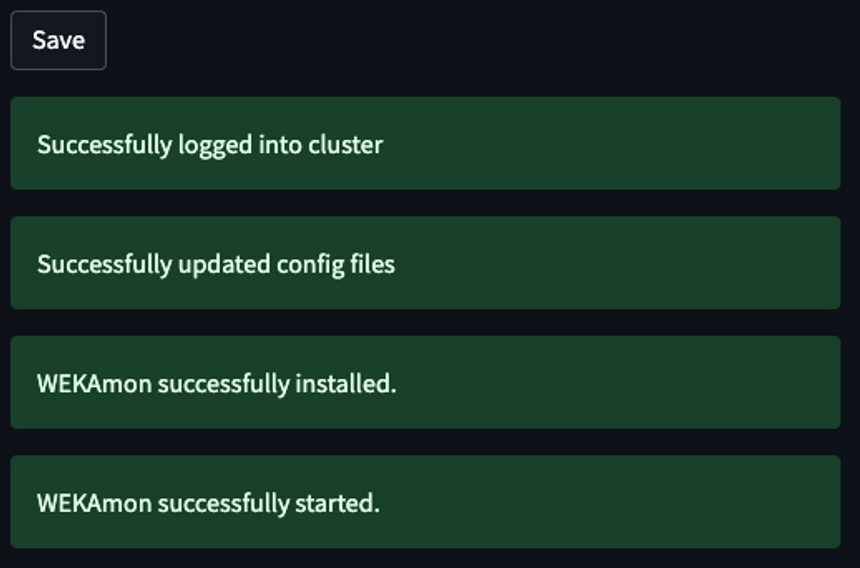 Save
Successfully logged into cluster
Successfully updated config files
WEKAmon successfully installed.
WEKAmon successfully started.